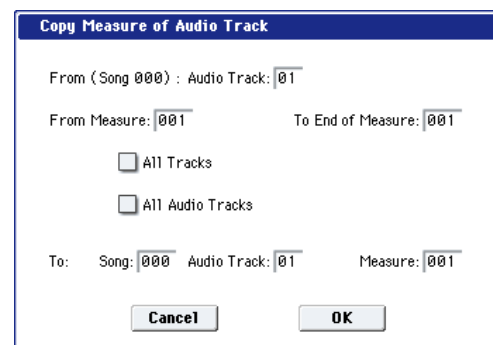 Copy Measure of Audio Track
From (Song 000) : Audio Track: 01
From Measure: 001 To End of Measure: 001
All Tracks
All Audio Tracks
To: Song: 000 Audio Track: 01 Measure: 001
Cancel OK